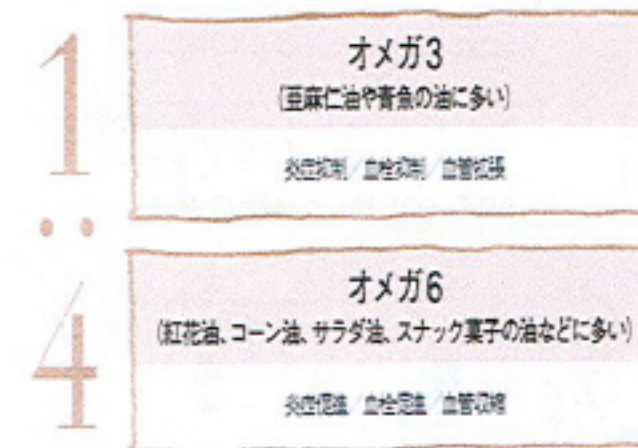 1
オメガ3
(亜麻仁油や青魚の油に多い)
炎症抑制/血栓抑制/血管拡張
:
4
オメガ6
(紅花油、コーン油、サラダ油、スナック菓子の油などに多い)
炎症促進/血栓促進/血管収縮